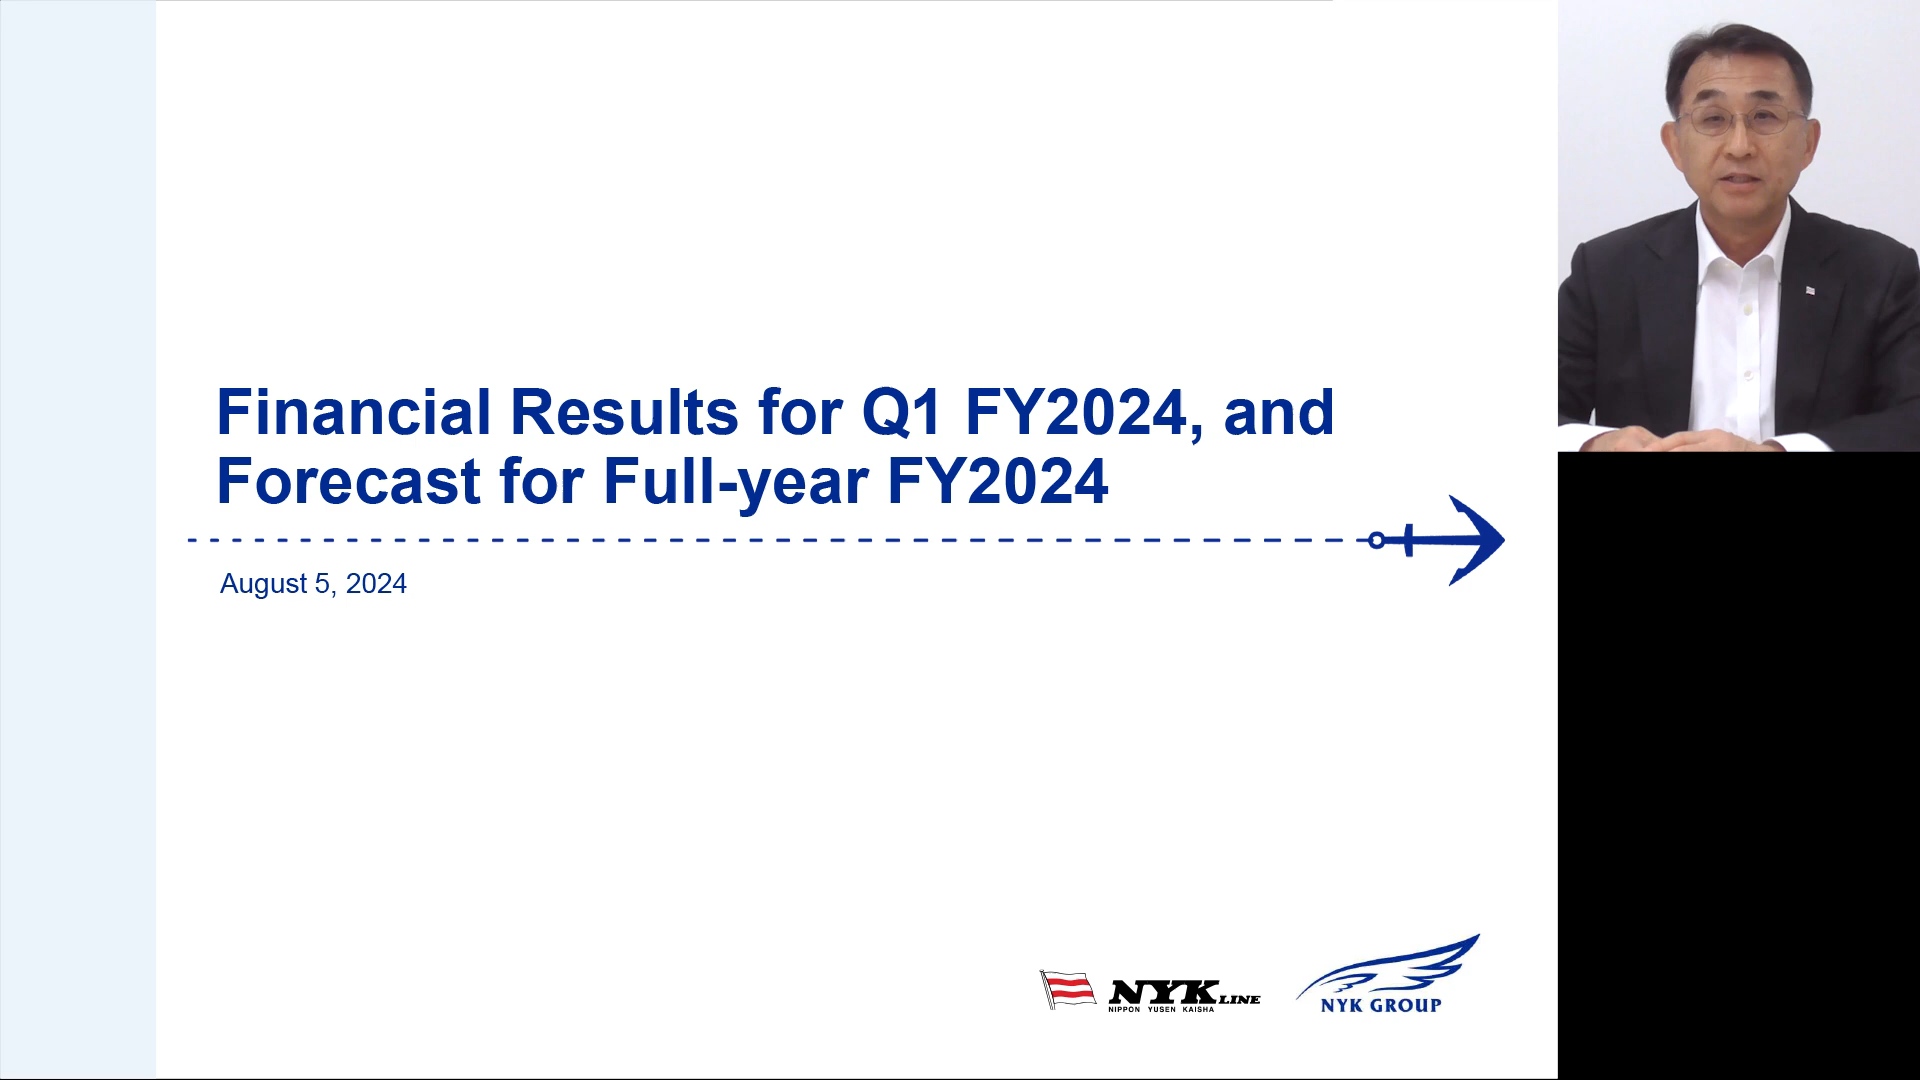 Financial Results for Q1 FY2024, and
Forecast for Full-year FY2024
August 5, 2024
NYK LINE
NIPPON YUSEN KAISHA
NYK GROUP